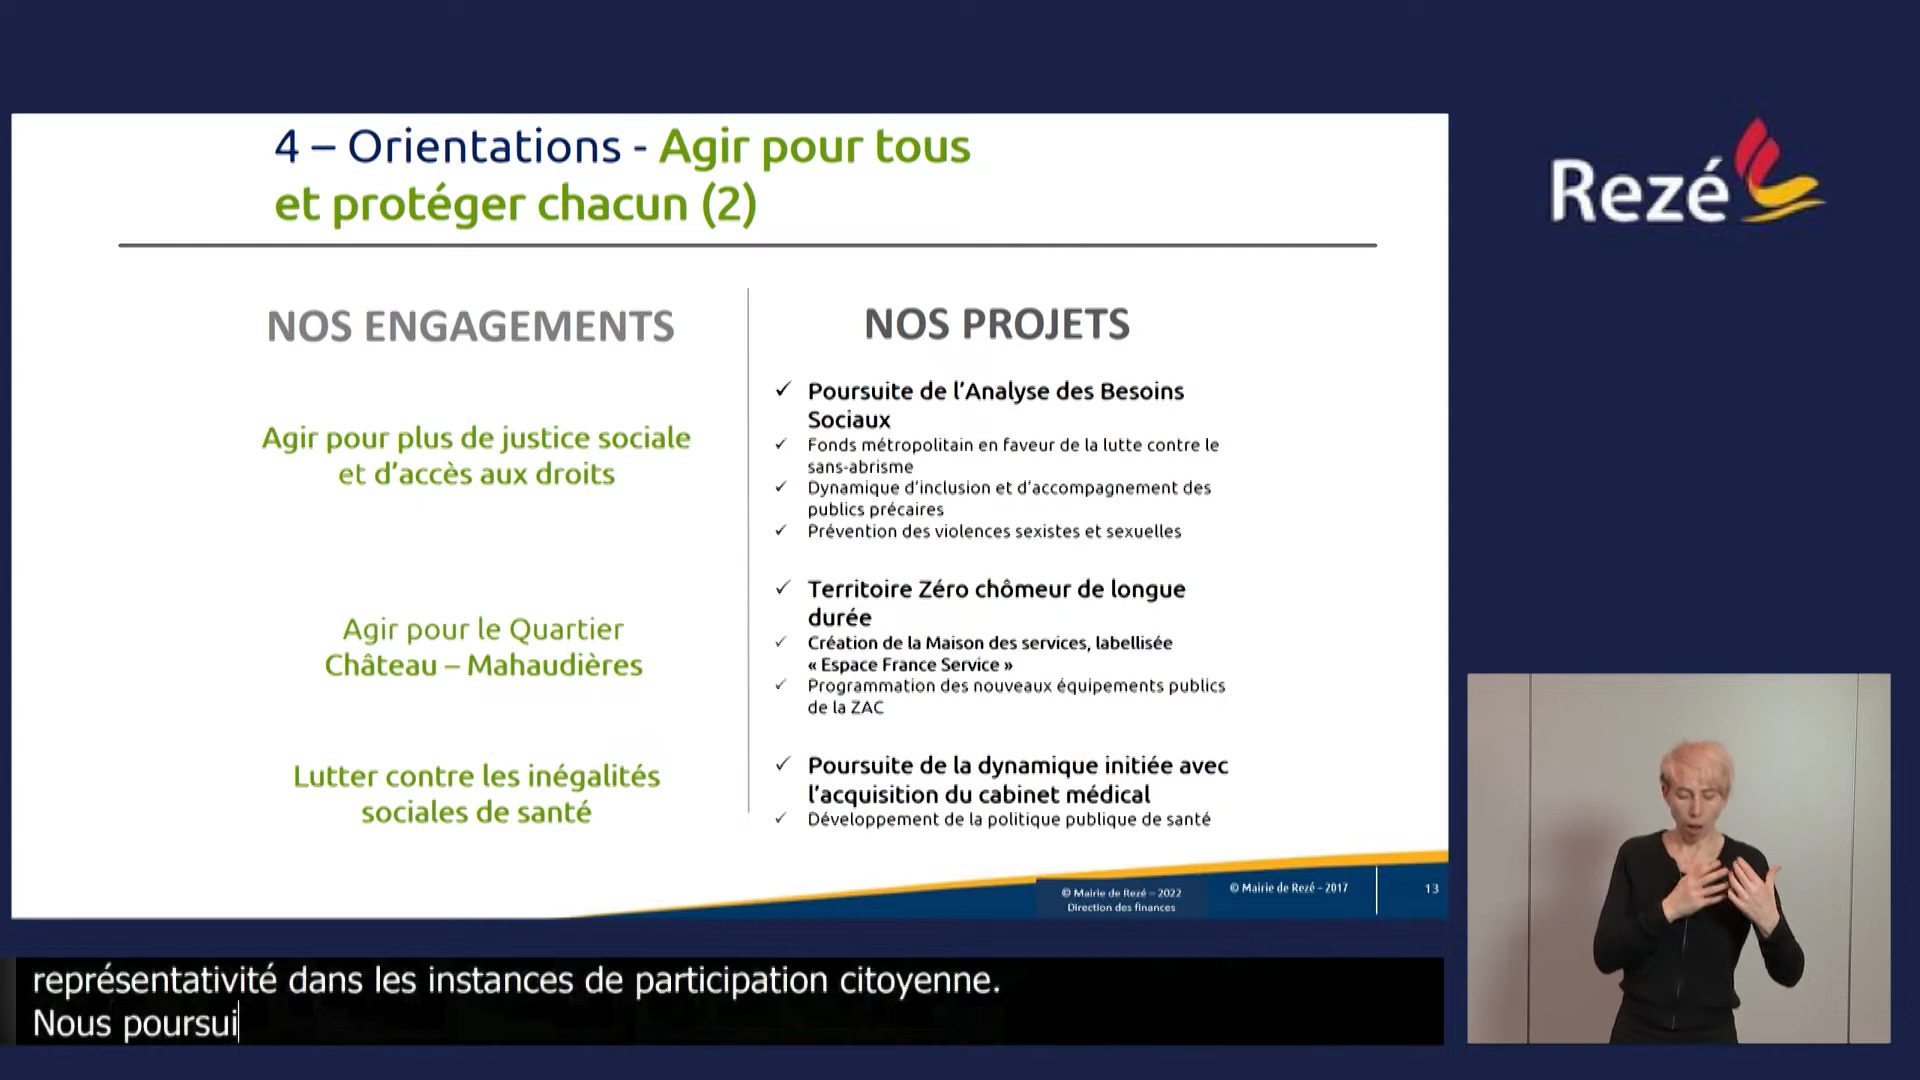 4 – Orientations - Agir pour tous
et protéger chacun (2)
Rezé
NOS ENGAGEMENTS
Agir pour plus de justice sociale
et d’accès aux droits
Agir pour le Quartier
Château – Mahaudières
Lutter contre les inégalités
sociales de santé
NOS PROJETS
✓ Poursuite de l’Analyse des Besoins
Sociaux
✓ Fonds métropolitain en faveur de la lutte contre le
sans-abrisme
✓ Dynamique d’inclusion et d’accompagnement des
publics précaires
✓ Prévention des violences sexistes et sexuelles
✓ Territoire Zéro chômeur de longue
durée
✓ Création de la Maison des services, labellisée
« Espace France Service »
✓ Programmation des nouveaux équipements publics
de la ZAC
✓ Poursuite de la dynamique initiée avec
l’acquisition du cabinet médical
✓ Développement de la politique publique de santé
© Mairie de Rezé – 2022
Direction des finances
© Mairie de Rezé – 2017
13
représentativité dans les instances de participation citoyenne.
Nous poursui